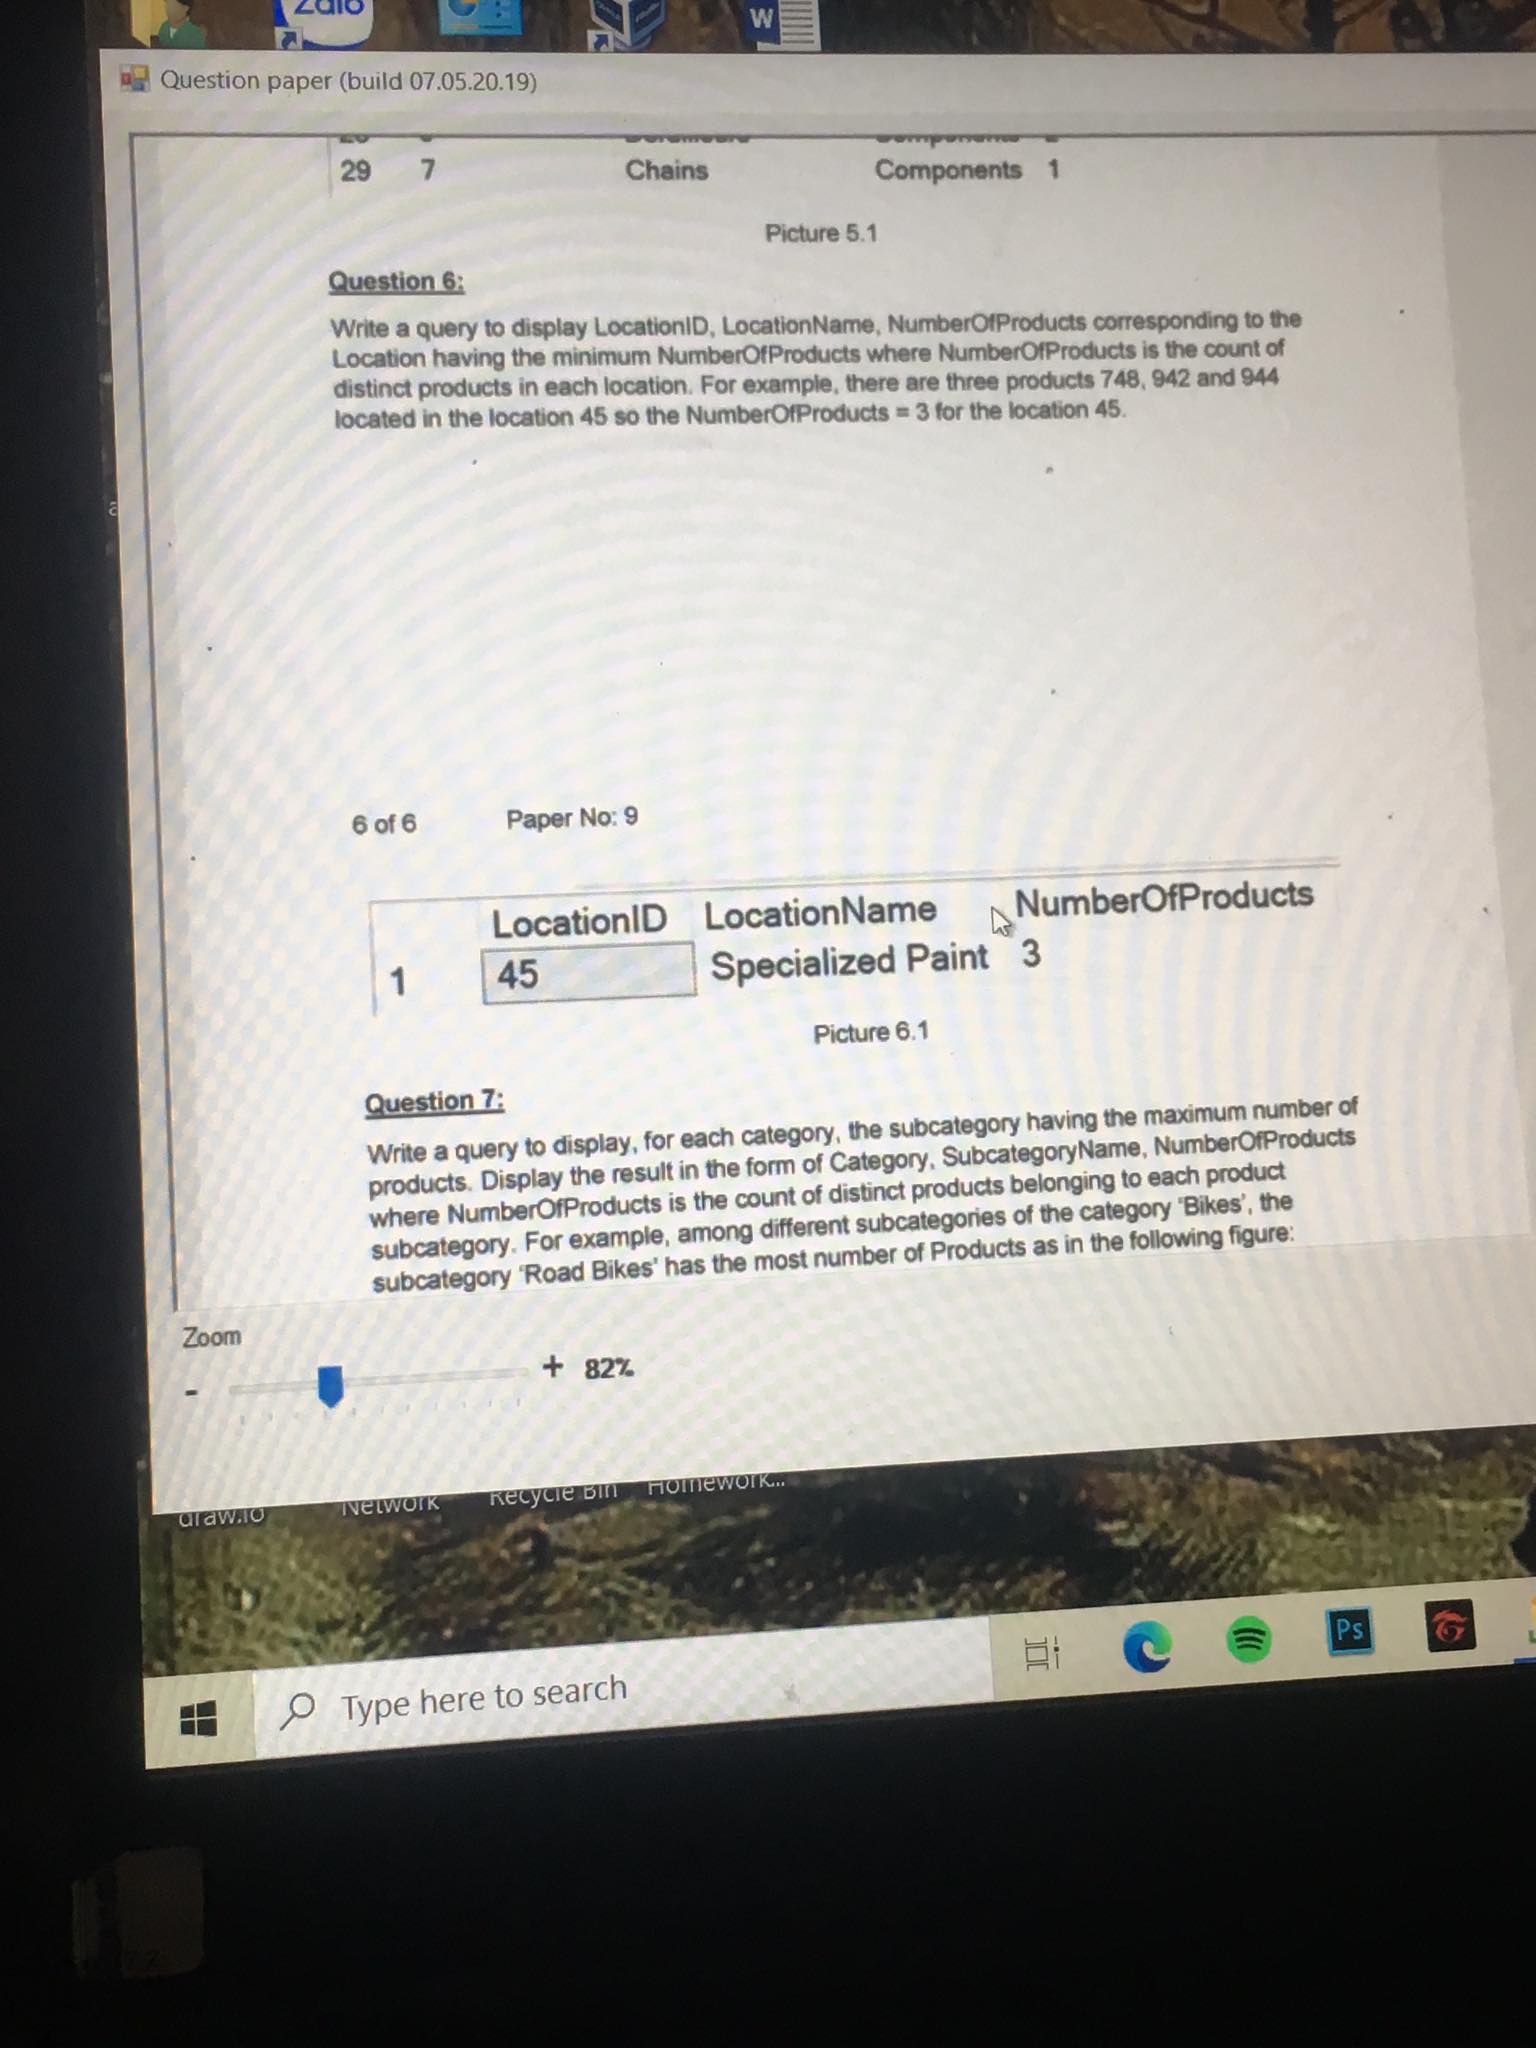 Zalo
W
Question paper (build 07.05.20.19)
29 7 Chains Components 1
Picture 5.1
Question 6:
Write a query to display LocationID, LocationName, NumberOfProducts corresponding to the
Location having the minimum NumberOfProducts where NumberOfProducts is the count of
distinct products in each location. For example, there are three products 748, 942 and 944
located in the location 45 so the NumberOfProducts = 3 for the location 45.
6 of 6 Paper No: 9
LocationID LocationName NumberOfProducts
1 45 Specialized Paint 3
Picture 6.1
Question 7:
Write a query to display, for each category, the subcategory having the maximum number of
products. Display the result in the form of Category, SubcategoryName, NumberOfProducts
where NumberOfProducts is the count of distinct products belonging to each product
subcategory. For example, among different subcategories of the category 'Bikes', the
subcategory 'Road Bikes' has the most number of Products as in the following figure:
Zoom
- + 82%
draw.io Network Recycle Bin Homework...
Type here to search
Ps